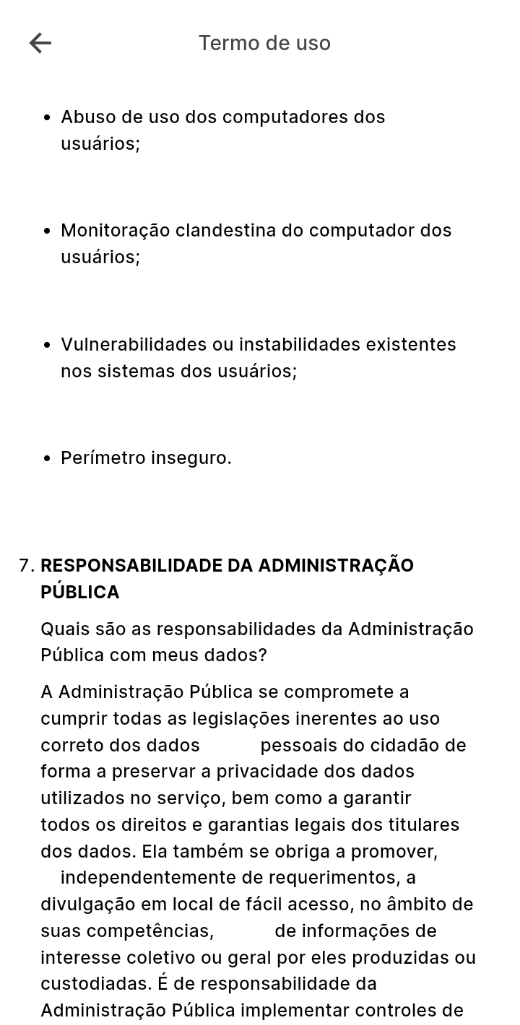 Termo de uso
• Abuso de uso dos computadores dos
usuários;
• Monitoração clandestina do computador dos
usuários;
• Vulnerabilidades ou instabilidades existentes
nos sistemas dos usuários;
• Perímetro inseguro.
7. RESPONSABILIDADE DA ADMINISTRAÇÃO
PÚBLICA
Quais são as responsabilidades da Administração
Pública com meus dados?
A Administração Pública se compromete a
cumprir todas as legislações inerentes ao uso
correto dos dados pessoais do cidadão de
forma a preservar a privacidade dos dados
utilizados no serviço, bem como a garantir
todos os direitos e garantias legais dos titulares
dos dados. Ela também se obriga a promover,
independentemente de requerimentos, a
divulgação em local de fácil acesso, no âmbito de
suas competências, de informações de
interesse coletivo ou geral por eles produzidas ou
custodiadas. É de responsabilidade da
Administração Pública implementar controles de